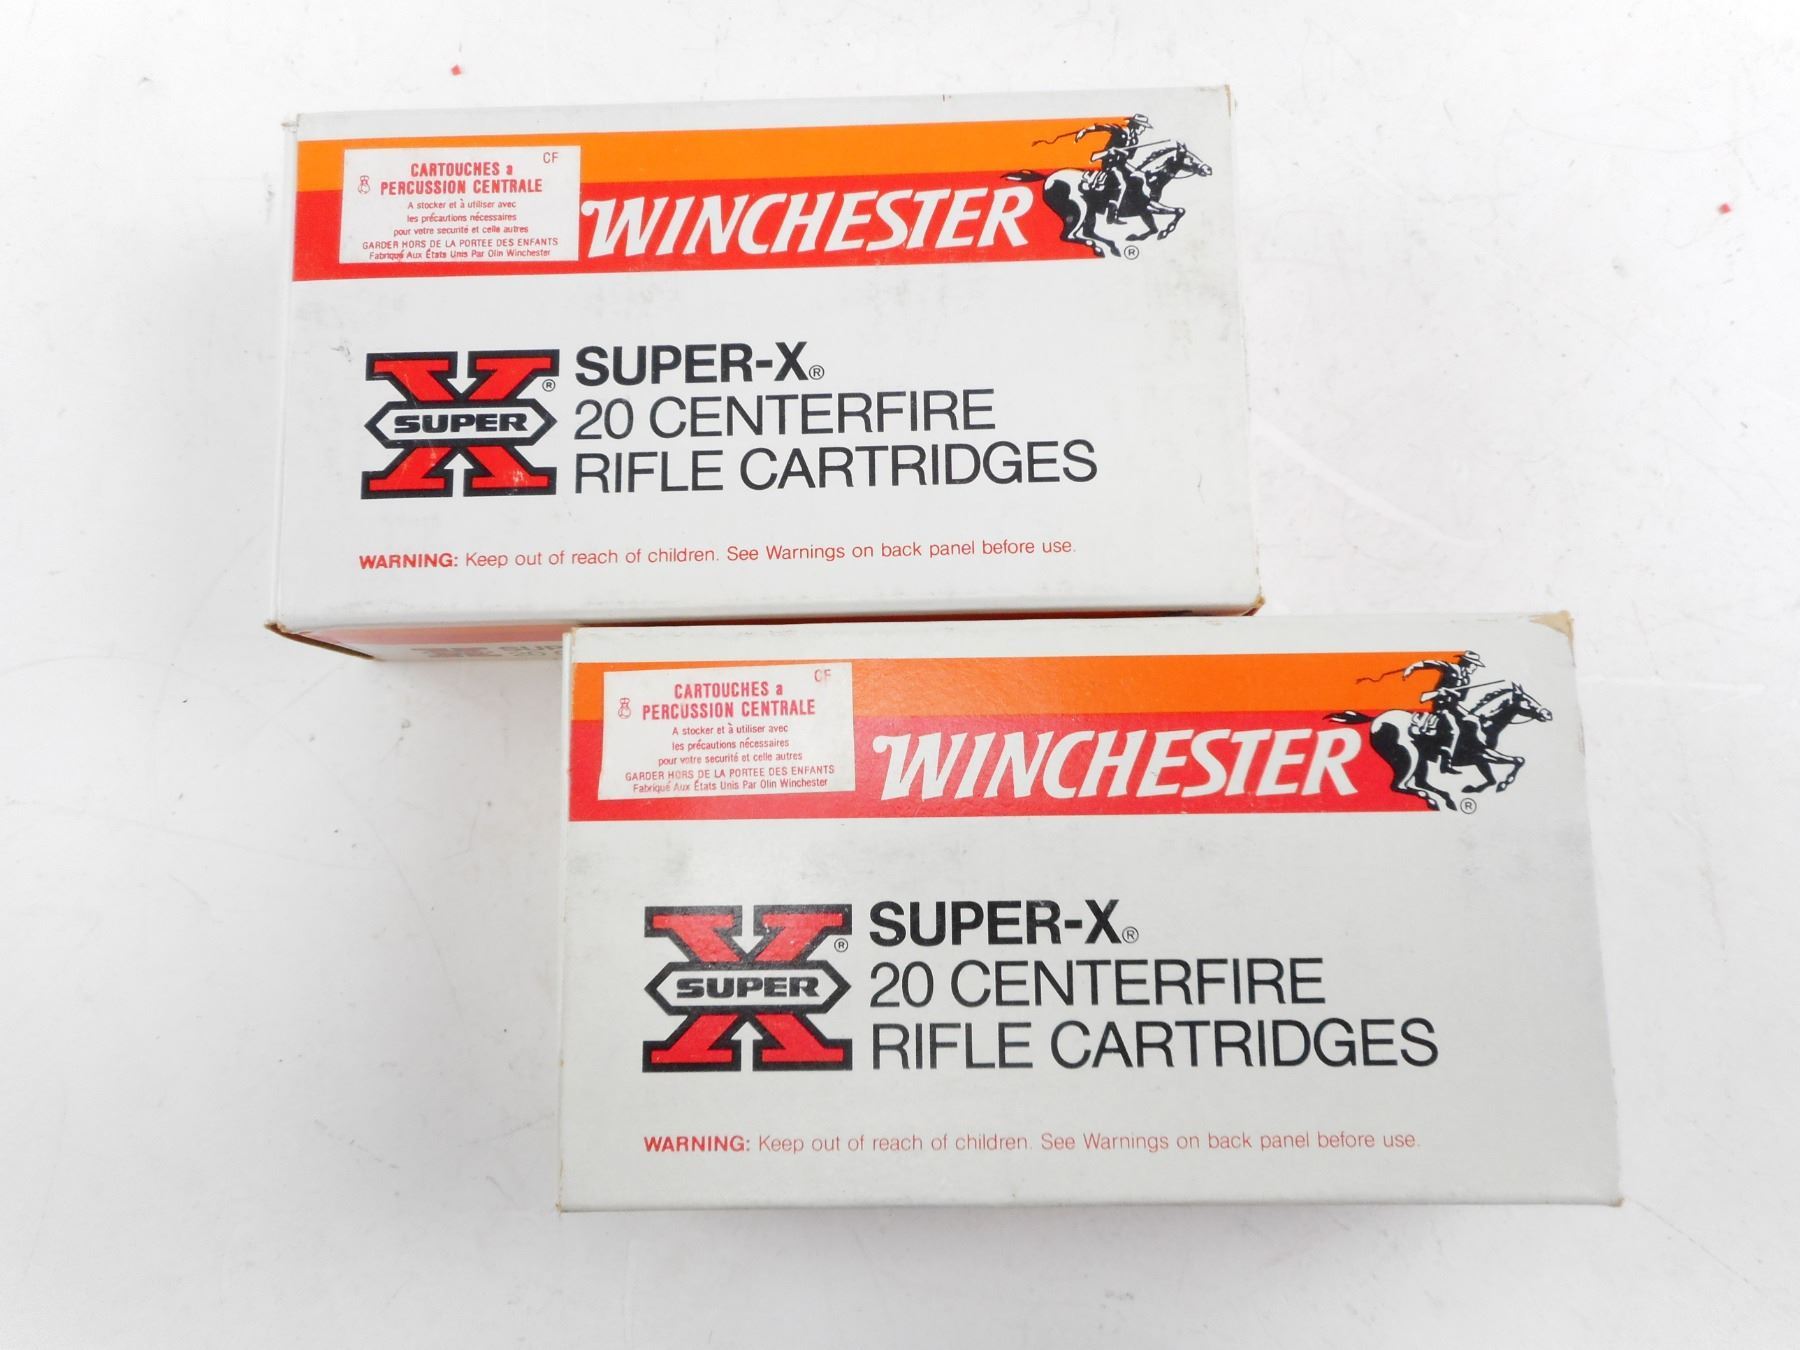 CF
CARTOUCHES a
PERCUSSION CENTRALE
A stocker et à utiliser avec
les précautions nécessaires
pour votre securité et celle autres
GARDER HORS DE LA PORTEE DES ENFANTS
Fabriqué Aux États Unis Par Olin Winchester
WINCHESTER
®
SUPER
®
SUPER-X®
20 CENTERFIRE
RIFLE CARTRIDGES
WARNING: Keep out of reach of children. See Warnings on back panel before use.
CF
CARTOUCHES a
PERCUSSION CENTRALE
A stocker et à utiliser avec
les précautions nécessaires
pour votre securité et celle autres
GARDER HORS DE LA PORTEE DES ENFANTS
Fabriqué Aux États Unis Par Olin Winchester
WINCHESTER
®
SUPER
®
SUPER-X®
20 CENTERFIRE
RIFLE CARTRIDGES
WARNING: Keep out of reach of children. See Warnings on back panel before use.